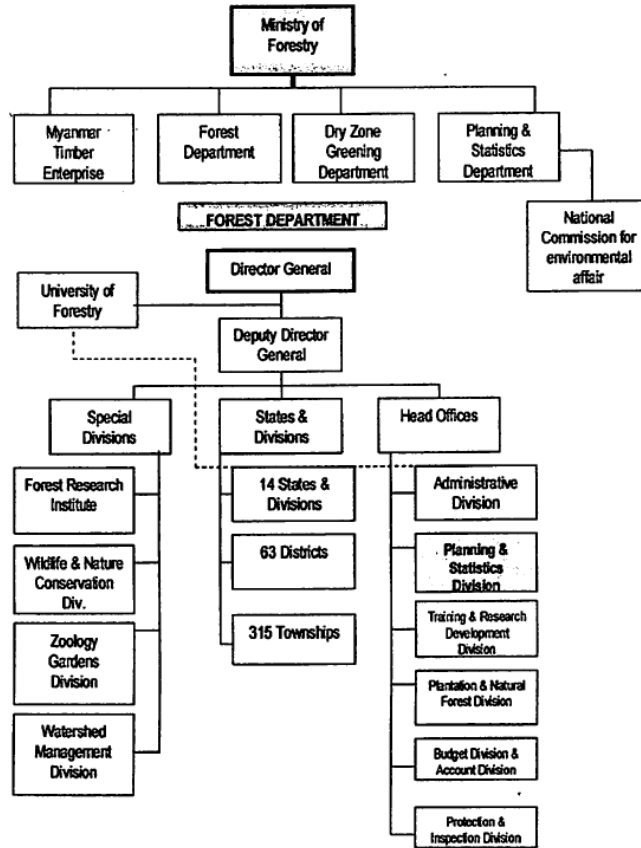 Ministry of
Forestry
Myanmar
Timber
Enterprise
Forest
Department
Dry Zone
Greening
Department
Planning &
Statistics
Department
National
Commission for
environmental
affair
FOREST DEPARTMENT
Director General
University of
Forestry
Deputy Director
General
Special
Divisions
States &
Divisions
Head Offices
Forest Research
Institute
Wildlife & Nature
Conservation
Div.
Zoology
Gardens
Division
Watershed
Management
Division
14 States &
Divisions
63 Districts
315 Townships
Administrative
Division
Planning &
Statistics
Division
Training & Research
Development
Division
Plantation & Natural
Forest Division
Budget Division &
Account Division
Protection &
Inspection Division